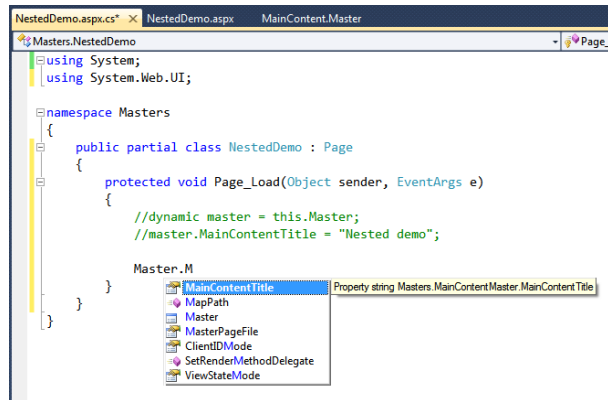 NestedDemo.aspx.cs* NestedDemo.aspx MainContent.Master
Masters.NestedDemo Page_
using System;
using System.Web.UI;
namespace Masters
{
public partial class NestedDemo : Page
{
protected void Page_Load(Object sender, EventArgs e)
{
//dynamic master = this.Master;
//master.MainContentTitle = "Nested demo";
Master.M
}
MainContentTitle Property string Masters.MainContentMaster.MainContentTitle
}
MapPath
}
Master
MasterPageFile
ClientIDMode
SetRenderMethodDelegate
ViewStateMode